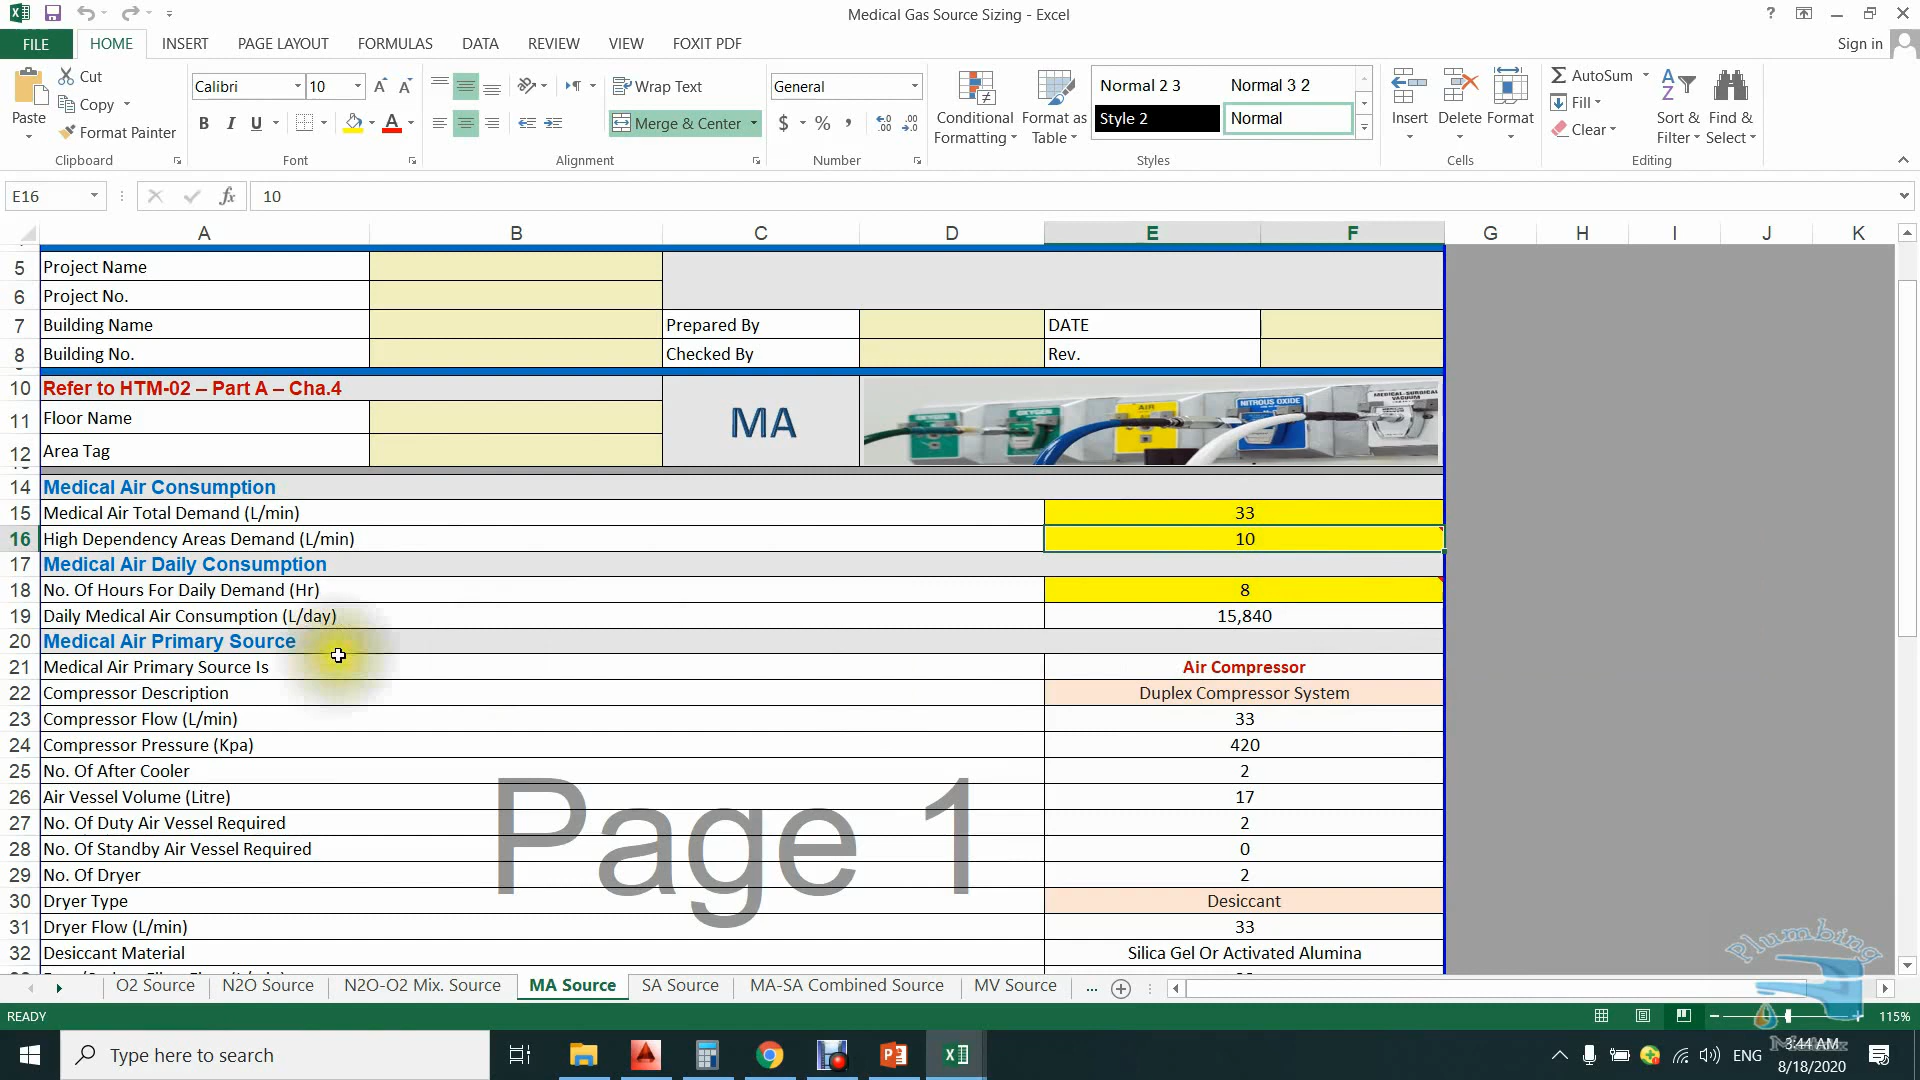 Medical Gas Source Sizing - Excel
?
FILE HOME INSERT PAGE LAYOUT FORMULAS DATA REVIEW VIEW FOXIT PDF Sign in
Paste Cut Copy Format Painter
Clipboard
Calibri 10
B I U
Font
Wrap Text
Merge & Center
Alignment
General
$ % ,
Number
Conditional Formatting Format as Table
Normal 2 3 Normal 3 2
Style 2 Normal
Styles
Insert Delete Format
Cells
AutoSum
Fill
Clear
Sort & Filter Find & Select
Editing
E16 fx 10
A B C D E F G H I J K
5 Project Name
6 Project No.
7 Building Name Prepared By DATE
8 Building No. Checked By Rev.
10 Refer to HTM-02 – Part A – Cha.4
11 Floor Name MA
12 Area Tag
OXYGEN OXYGEN AIR NITROUS OXIDE MEDICAL-SURGICAL VACUUM
14 Medical Air Consumption
15 Medical Air Total Demand (L/min) 33
16 High Dependency Areas Demand (L/min) 10
17 Medical Air Daily Consumption
18 No. Of Hours For Daily Demand (Hr) 8
19 Daily Medical Air Consumption (L/day) 15,840
20 Medical Air Primary Source
21 Medical Air Primary Source Is Air Compressor
22 Compressor Description Duplex Compressor System
23 Compressor Flow (L/min) 33
24 Compressor Pressure (Kpa) 420
25 No. Of After Cooler 2
26 Air Vessel Volume (Litre) 17
27 No. Of Duty Air Vessel Required 2
28 No. Of Standby Air Vessel Required 0
29 No. Of Dryer 2
30 Dryer Type Desiccant
31 Dryer Flow (L/min) 33
32 Desiccant Material Silica Gel Or Activated Alumina
Page 1
Plumbing
O2 Source N2O Source N2O-O2 Mix. Source MA Source SA Source MA-SA Combined Source MV Source ...
READY 115%
Type here to search
ENG 3:44 AM
8/18/2020